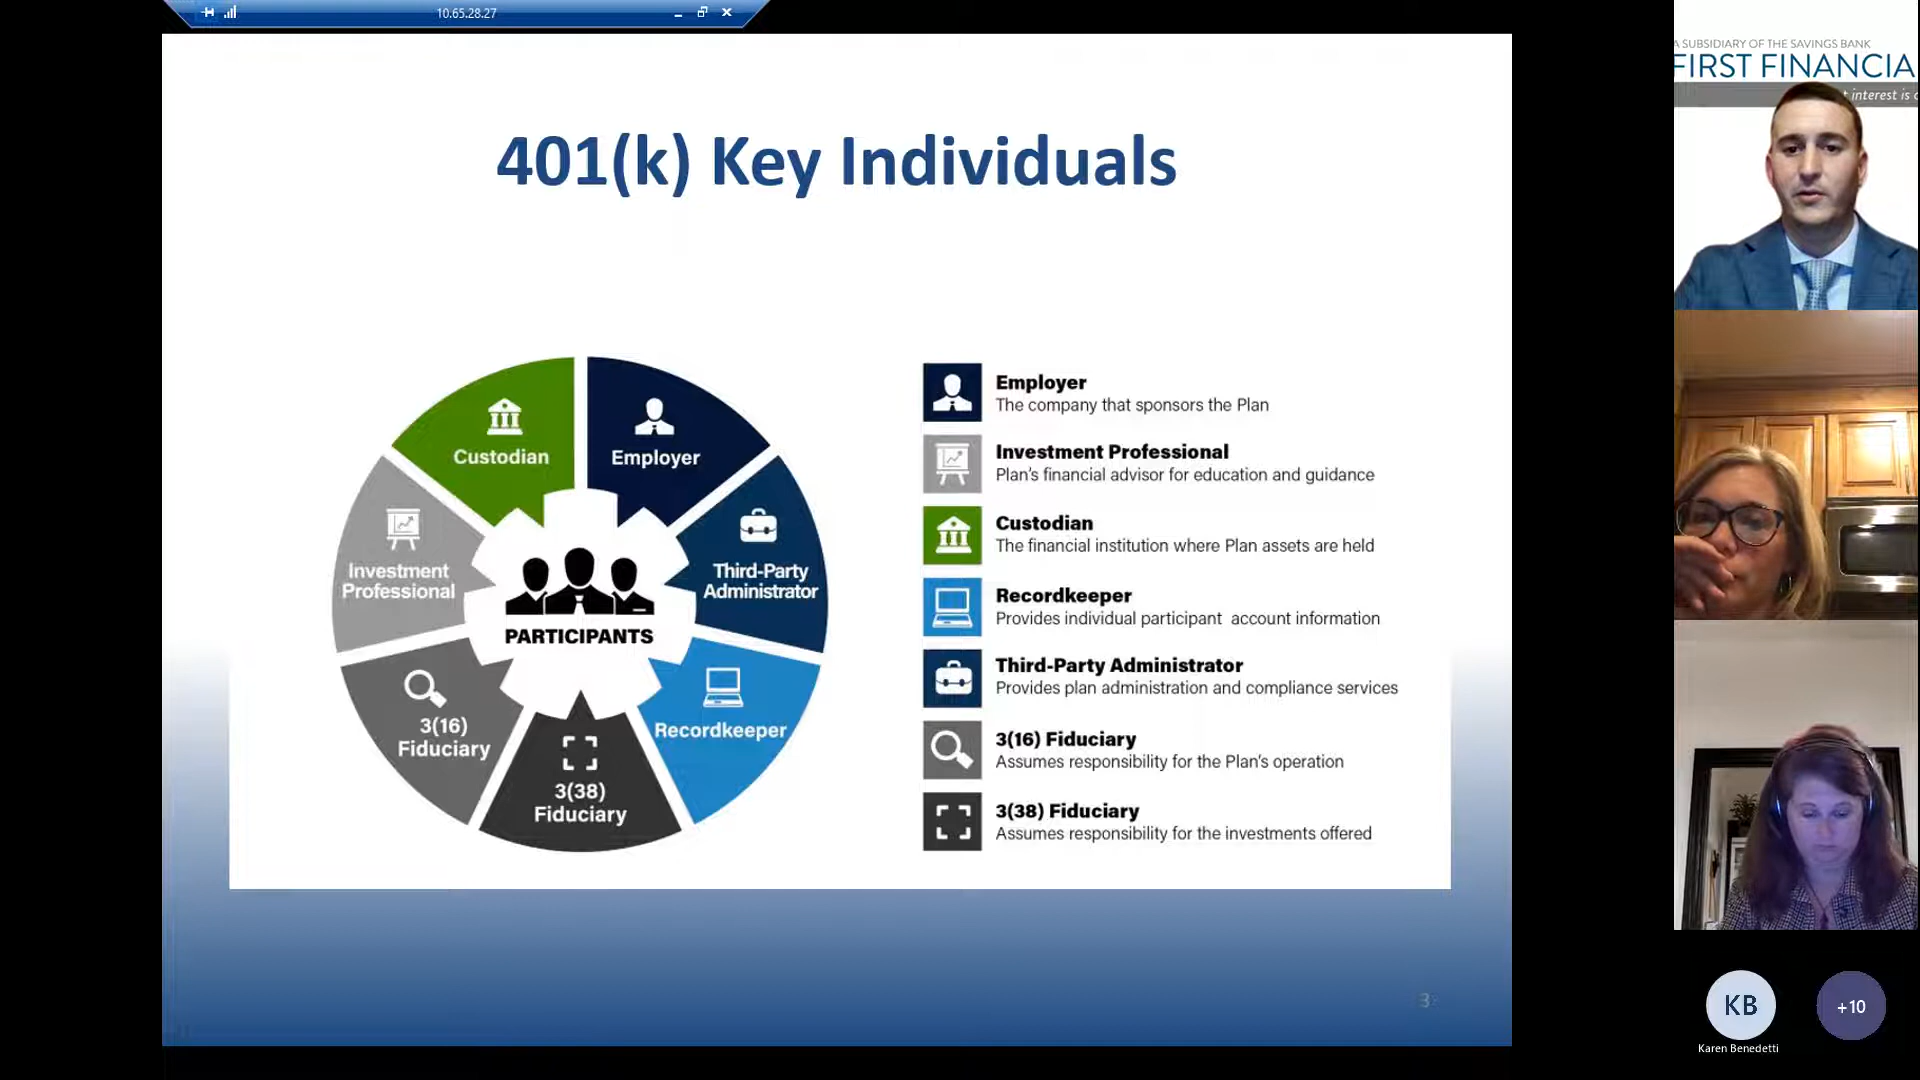 10.65.28.27
401(k) Key Individuals
Custodian
Employer
Investment
Professional
Third-Party
Administrator
PARTICIPANTS
3(16)
Fiduciary
3(38)
Fiduciary
Recordkeeper
Employer
The company that sponsors the Plan
Investment Professional
Plan's financial advisor for education and guidance
Custodian
The financial institution where Plan assets are held
Recordkeeper
Provides individual participant account information
Third-Party Administrator
Provides plan administration and compliance services
3(16) Fiduciary
Assumes responsibility for the Plan's operation
3(38) Fiduciary
Assumes responsibility for the investments offered
3
A SUBSIDIARY OF THE SAVINGS BANK
FIRST FINANCIA
interest is
KB
+10
Karen Benedetti